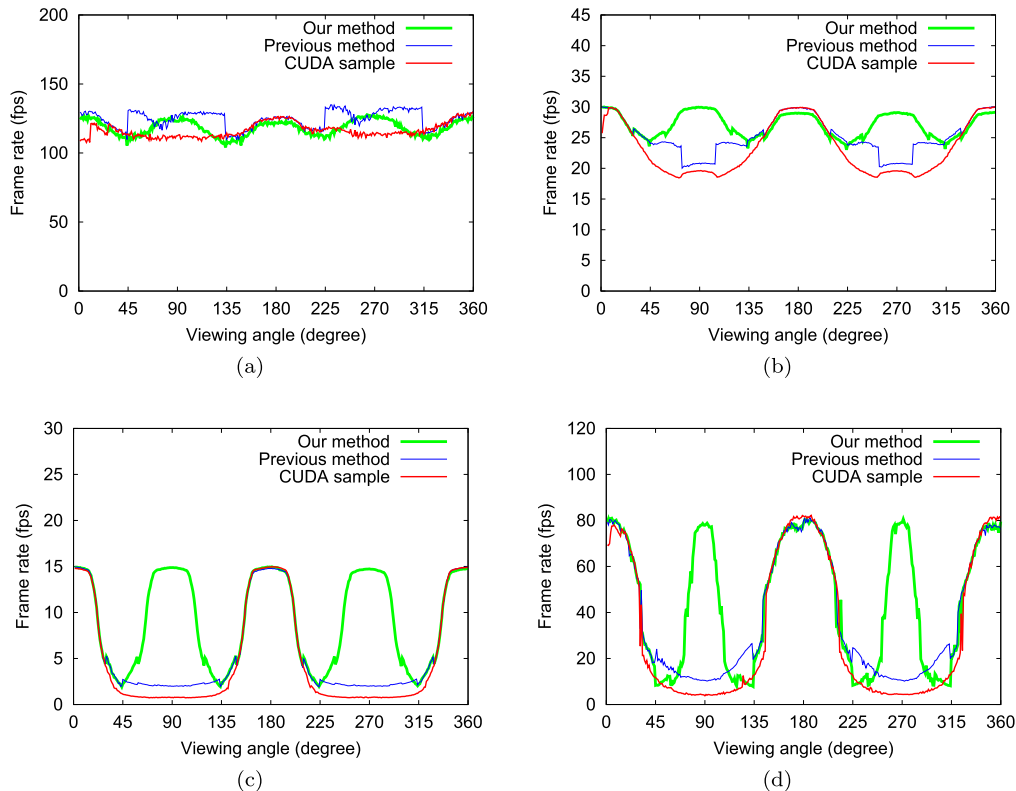 200
150
100
50
0
Frame rate (fps)
Our method
Previous method
CUDA sample
0 45 90 135 180 225 270 315 360
Viewing angle (degree)
(a)
45
40
35
30
25
20
15
10
5
0
Frame rate (fps)
Our method
Previous method
CUDA sample
0 45 90 135 180 225 270 315 360
Viewing angle (degree)
(b)
30
25
20
15
10
5
0
Frame rate (fps)
Our method
Previous method
CUDA sample
0 45 90 135 180 225 270 315 360
Viewing angle (degree)
(c)
120
100
80
60
40
20
0
Frame rate (fps)
Our method
Previous method
CUDA sample
0 45 90 135 180 225 270 315 360
Viewing angle (degree)
(d)